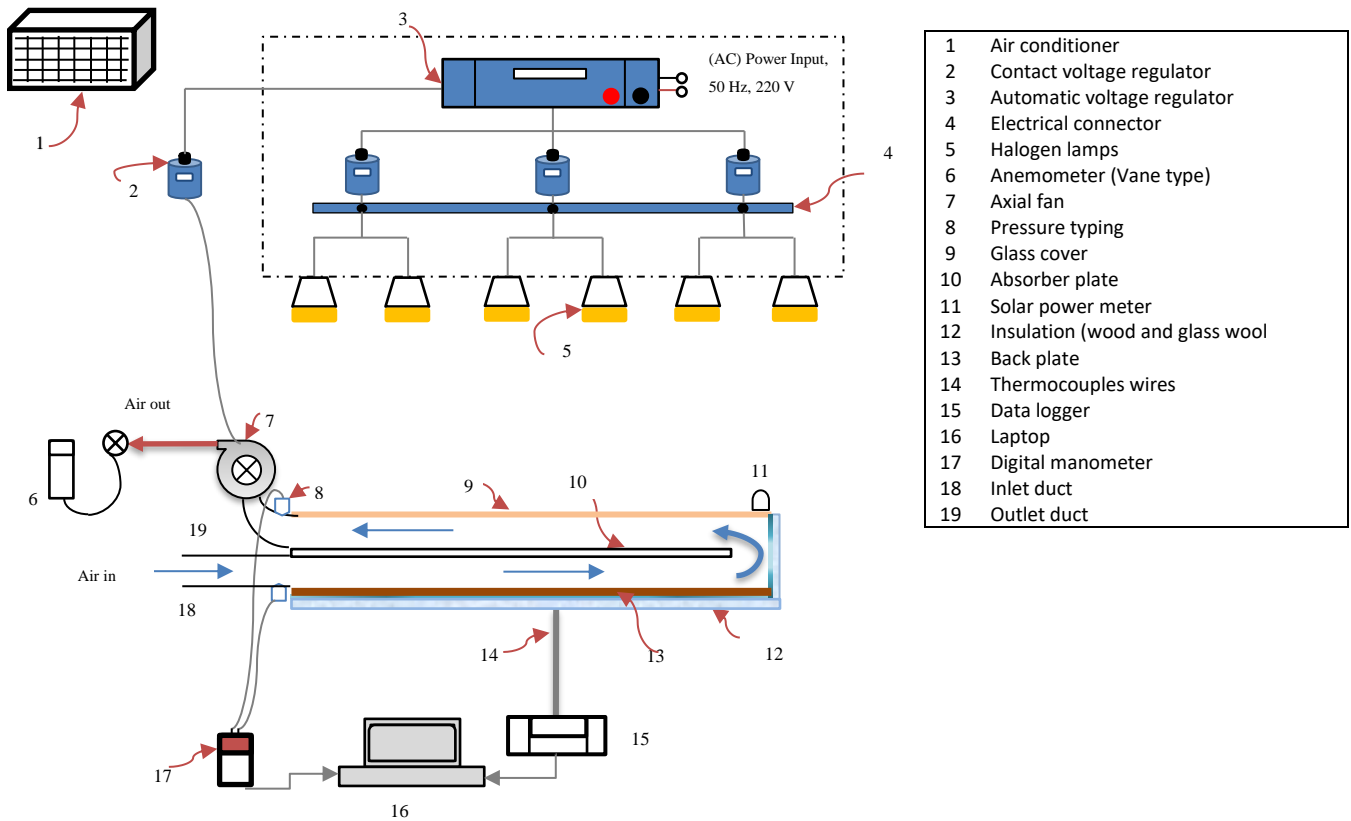 3
(AC) Power Input,
50 Hz, 220 V
1
2
4
5
Air out
7
6
8
9
10
11
19
Air in
18
14
13
12
15
17
16
1 Air conditioner
2 Contact voltage regulator
3 Automatic voltage regulator
4 Electrical connector
5 Halogen lamps
6 Anemometer (Vane type)
7 Axial fan
8 Pressure typing
9 Glass cover
10 Absorber plate
11 Solar power meter
12 Insulation (wood and glass wool
13 Back plate
14 Thermocouples wires
15 Data logger
16 Laptop
17 Digital manometer
18 Inlet duct
19 Outlet duct